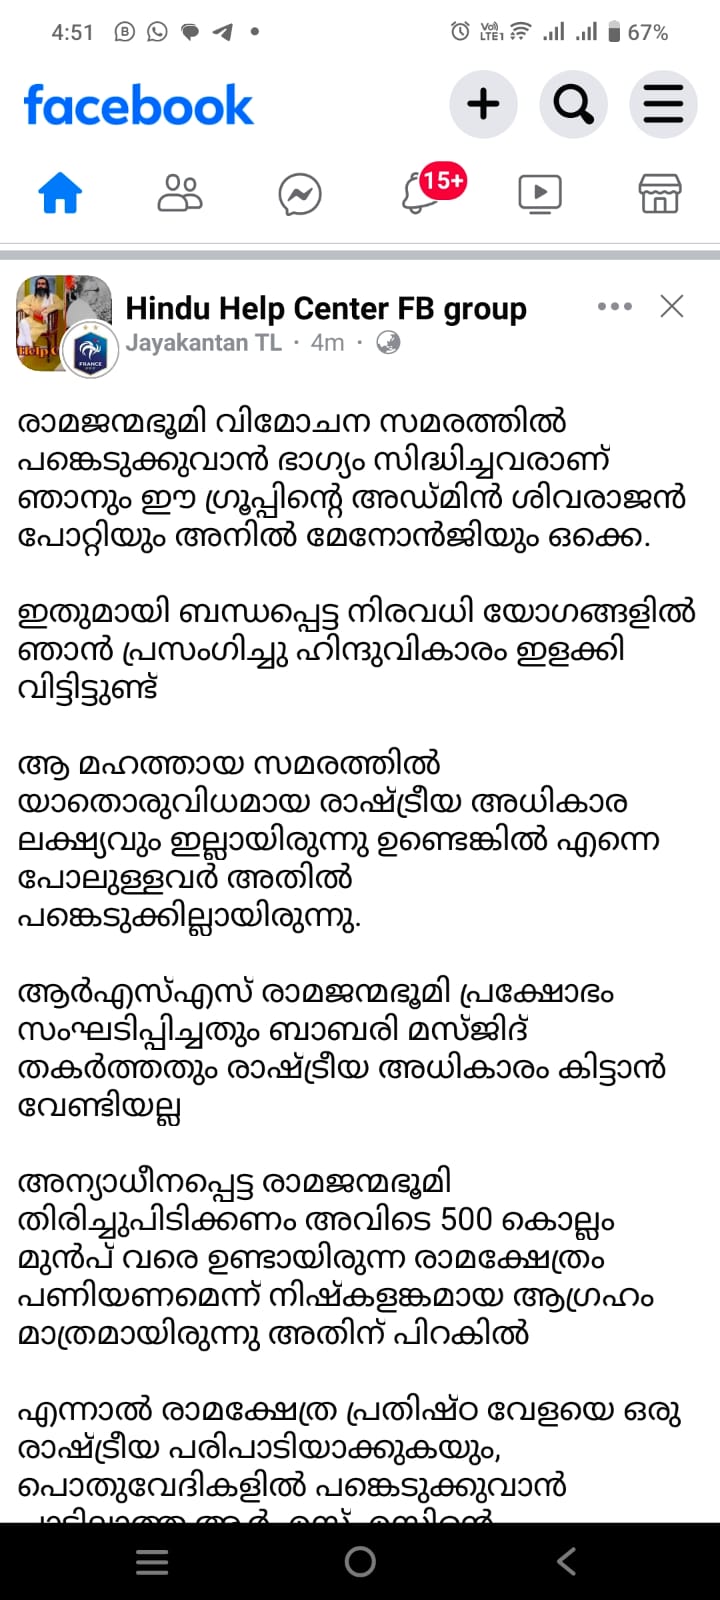 4:51
Vo) LTE1 67%
facebook
15+
Hindu Help Center FB group
Jayakantan TL · 4m ·
Help
FRANCE
രാമജന്മഭൂമി വിമോചന സമരത്തിൽ
പങ്കെടുക്കുവാൻ ഭാഗ്യം സിദ്ധിച്ചവരാണ്
ഞാനും ഈ ഗ്രൂപ്പിന്റെ അഡ്മിൻ ശിവരാജൻ
പോറ്റിയും അനിൽ മേനോൻജിയും ഒക്കെ.
ഇതുമായി ബന്ധപ്പെട്ട നിരവധി യോഗങ്ങളിൽ
ഞാൻ പ്രസംഗിച്ചു ഹിന്ദുവികാരം ഇളക്കി
വിട്ടിട്ടുണ്ട്
ആ മഹത്തായ സമരത്തിൽ
യാതൊരുവിധമായ രാഷ്ട്രീയ അധികാര
ലക്ഷ്യവും ഇല്ലായിരുന്നു ഉണ്ടെങ്കിൽ എന്നെ
പോലുള്ളവർ അതിൽ
പങ്കെടുക്കില്ലായിരുന്നു.
ആർഎസ്എസ് രാമജന്മഭൂമി പ്രക്ഷോഭം
സംഘടിപ്പിച്ചതും ബാബരി മസ്ജിദ്
തകർത്തതും രാഷ്ട്രീയ അധികാരം കിട്ടാൻ
വേണ്ടിയല്ല
അന്യാധീനപ്പെട്ട രാമജന്മഭൂമി
തിരിച്ചുപിടിക്കണം അവിടെ 500 കൊല്ലം
മുൻപ് വരെ ഉണ്ടായിരുന്ന രാമക്ഷേത്രം
പണിയണമെന്ന് നിഷ്കളങ്കമായ ആഗ്രഹം
മാത്രമായിരുന്നു അതിന് പിറകിൽ
എന്നാൽ രാമക്ഷേത്ര പ്രതിഷ്ഠ വേളയെ ഒരു
രാഷ്ട്രീയ പരിപാടിയാക്കുകയും,
പൊതുവേദികളിൽ പങ്കെടുക്കുവാൻ